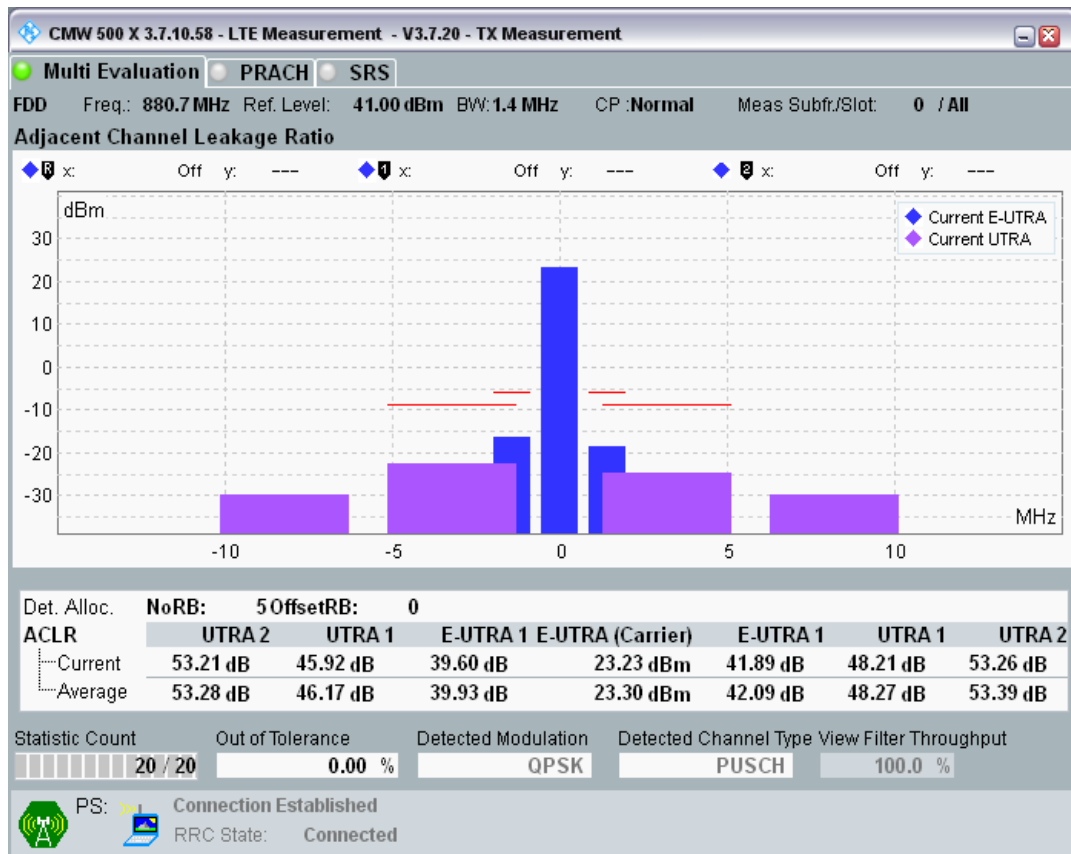 CMW 500 X 3.7.10.58 - LTE Measurement - V3.7.20 - TX Measurement
Multi Evaluation PRACH SRS
FDD Freq.: 880.7 MHz Ref. Level: 41.00 dBm BW: 1.4 MHz CP :Normal Meas Subfr./Slot: 0 / All
Adjacent Channel Leakage Ratio
R x: Off y: --- 1 x: Off y: --- 2 x: Off y: ---
dBm
Current E-UTRA
Current UTRA
30
20
10
0
-10
-20
-30
MHz
-10 -5 0 5 10
Det. Alloc. NoRB: 5 OffsetRB: 0
ACLR UTRA 2 UTRA 1 E-UTRA 1 E-UTRA (Carrier) E-UTRA 1 UTRA 1 UTRA 2
Current 53.21 dB 45.92 dB 39.60 dB 23.23 dBm 41.89 dB 48.21 dB 53.26 dB
Average 53.28 dB 46.17 dB 39.93 dB 23.30 dBm 42.09 dB 48.27 dB 53.39 dB
Statistic Count Out of Tolerance Detected Modulation Detected Channel Type View Filter Throughput
20 / 20 0.00 % QPSK PUSCH 100.0 %
PS: Connection Established
RRC State: Connected